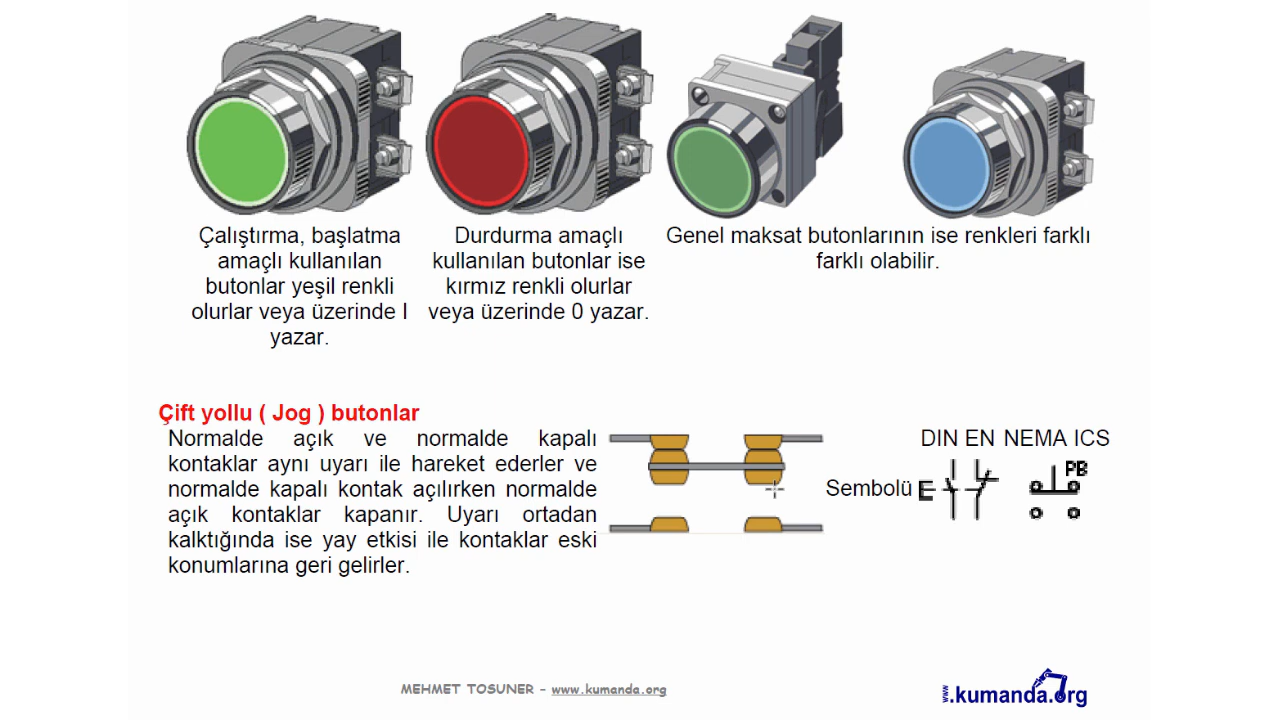 Çalıştırma, başlatma
amaçlı kullanılan
butonlar yeşil renkli
olurlar veya üzerinde I
yazar.
Durdurma amaçlı
kullanılan butonlar ise
kırmız renkli olurlar
veya üzerinde 0 yazar.
Genel maksat butonlarının ise renkleri farklı
farklı olabilir.
Çift yollu ( Jog ) butonlar
Normalde açık ve normalde kapalı
kontaklar aynı uyarı ile hareket ederler ve
normalde kapalı kontak açılırken normalde
açık kontaklar kapanır. Uyarı ortadan
kalktığında ise yay etkisi ile kontaklar eski
konumlarına geri gelirler.
DIN EN NEMA ICS
Sembolü
PB
MEHMET TOSUNER - www.kumanda.org
www.kumanda.org